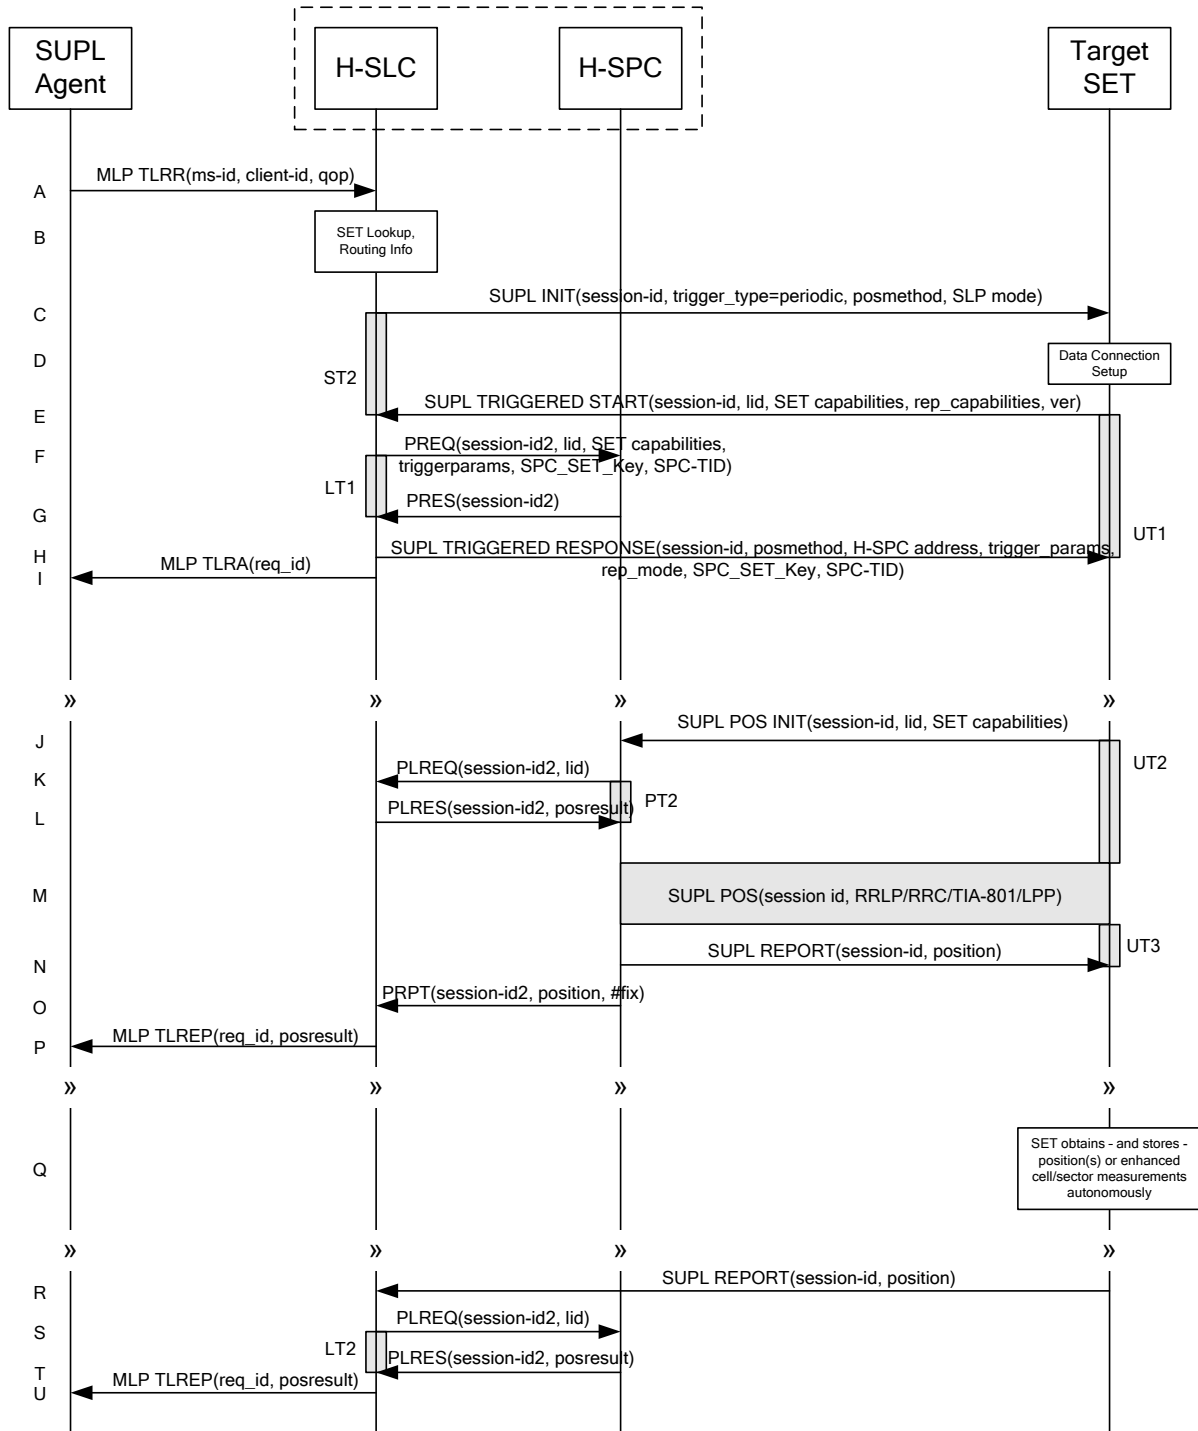 SUPL
Agent
H-SLC
H-SPC
Target
SET
A
MLP TLRR(ms-id, client-id, qop)
B
SET Lookup,
Routing Info
C
SUPL INIT(session-id, trigger_type=periodic, posmethod, SLP mode)
D
Data Connection
Setup
ST2
E
SUPL TRIGGERED START(session-id, lid, SET capabilities, rep_capabilities, ver)
F
PREQ(session-id2, lid, SET capabilities,
triggerparams, SPC_SET_Key, SPC-TID)
LT1
G
PRES(session-id2)
UT1
H
SUPL TRIGGERED RESPONSE(session-id, posmethod, H-SPC address, trigger_params,
rep_mode, SPC_SET_Key, SPC-TID)
I
MLP TLRA(req_id)
» » » »
J
SUPL POS INIT(session-id, lid, SET capabilities)
UT2
K
PLREQ(session-id2, lid)
PT2
L
PLRES(session-id2, posresult)
M
SUPL POS(session id, RRLP/RRC/TIA-801/LPP)
UT3
N
SUPL REPORT(session-id, position)
O
PRPT(session-id2, position, #fix)
P
MLP TLREP(req_id, posresult)
» » » »
Q
SET obtains - and stores -
position(s) or enhanced
cell/sector measurements
autonomously
» » » »
R
SUPL REPORT(session-id, position)
S
PLREQ(session-id2, lid)
LT2
T
PLRES(session-id2, posresult)
U
MLP TLREP(req_id, posresult)